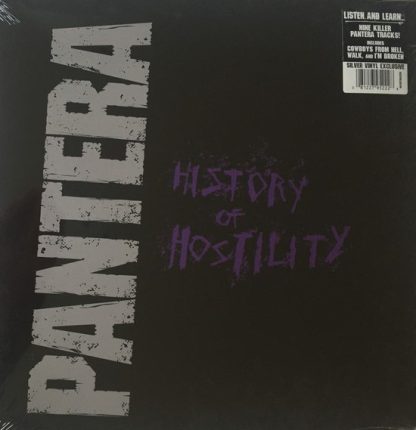 PANTERA
HISTORY
OF
HOSTILITY
LISTEN AND LEARN...
NINE KILLER
PANTERA TRACKS!
INCLUDES
COWBOYS FROM HELL,
WALK, AND I'M BROKEN
SILVER VINYL EXCLUSIVE